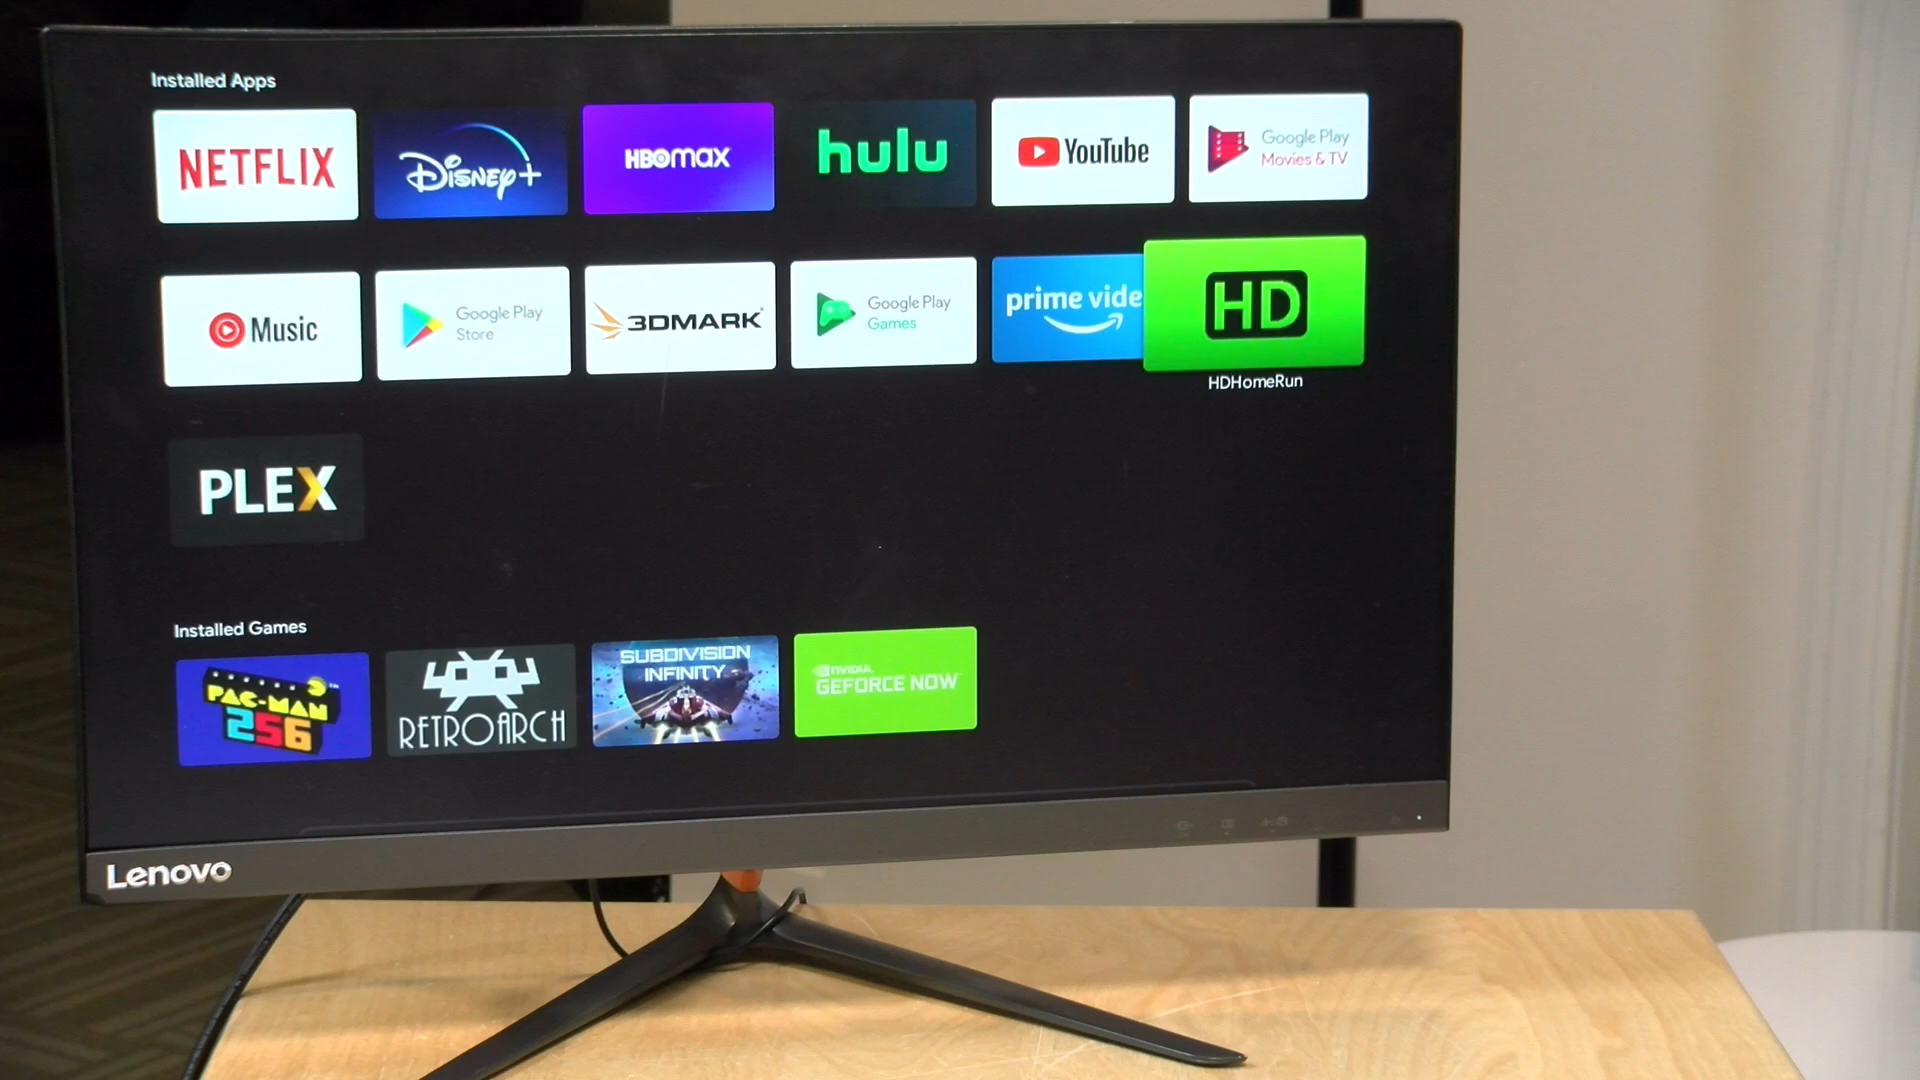 Installed Apps
NETFLIX
Disney+
HBOmax
hulu
YouTube
Google Play
Movies & TV
Music
Google Play
Store
3DMARK
Google Play
Games
prime vide
HD
HDHomeRun
PLEX
Installed Games
PAC-MAN
256
RETROARCH
SUBDIVISION
INFINITY
NVIDIA
GEFORCE NOW
Lenovo